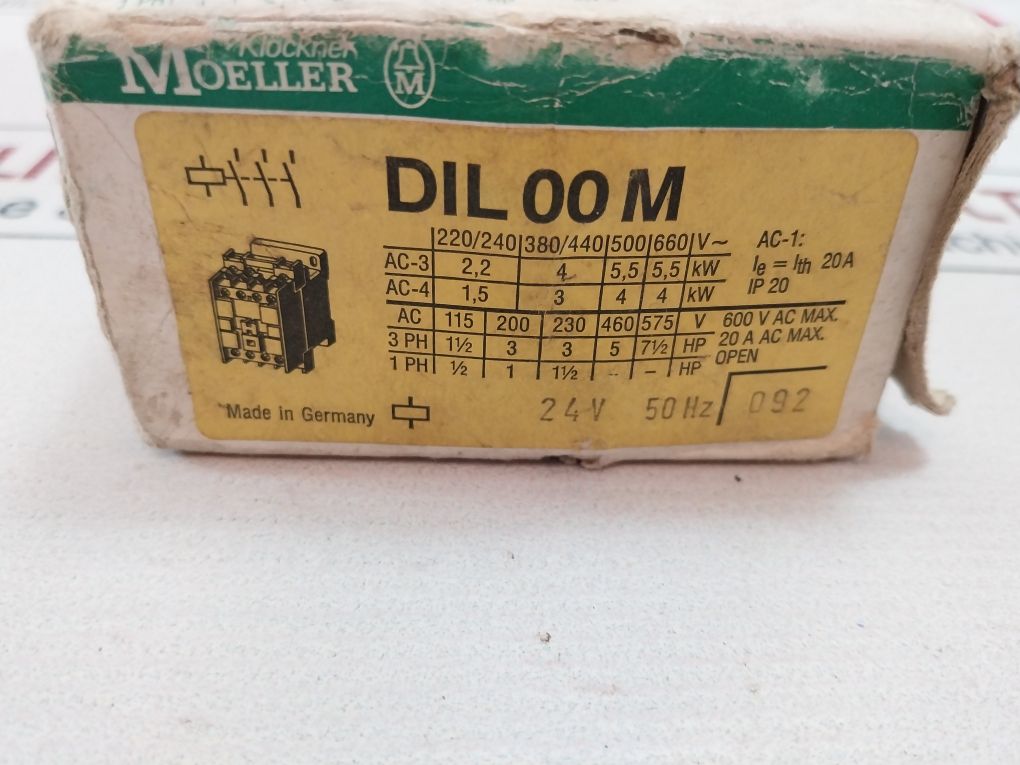 Klöckner
MOELLER
M
DIL 00 M
220/240 380/440 500 660 V~
AC-3 2,2 4 5,5 5,5 kW
AC-4 1,5 3 4 4 kW
AC 115 200 230 460 575 V
3 PH 1½ 3 3 5 7½ HP
1 PH ½ 1 1½ -- – HP
AC-1:
Ie = Ith 20A
IP 20
600 V AC MAX.
20 A AC MAX.
OPEN
Made in Germany 24V 50Hz 092